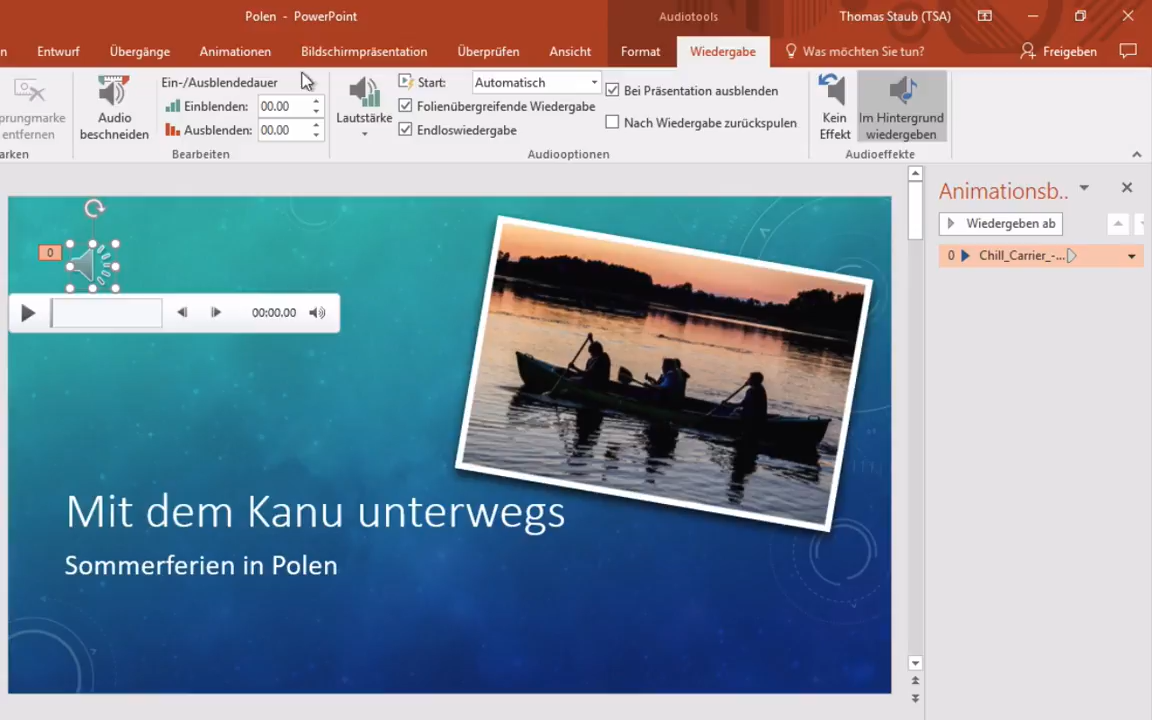 Polen - PowerPoint
Audiotools
Thomas Staub (TSA)
n Entwurf Übergänge Animationen Bildschirmpräsentation Überprüfen Ansicht Format Wiedergabe Was möchten Sie tun? Freigeben
prungmarke
entfernen
arken
Audio
beschneiden
Ein-/Ausblendedauer
Einblenden: 00.00
Ausblenden: 00.00
Bearbeiten
Lautstärke
Start: Automatisch
Folienübergreifende Wiedergabe
Endloswiedergabe
Bei Präsentation ausblenden
Nach Wiedergabe zurückspulen
Audiooptionen
Kein
Effekt
Im Hintergrund
wiedergeben
Audioeffekte
0
00:00.00
Mit dem Kanu unterwegs
Sommerferien in Polen
Animationsb..
Wiedergeben ab
0 Chill_Carrier_-...